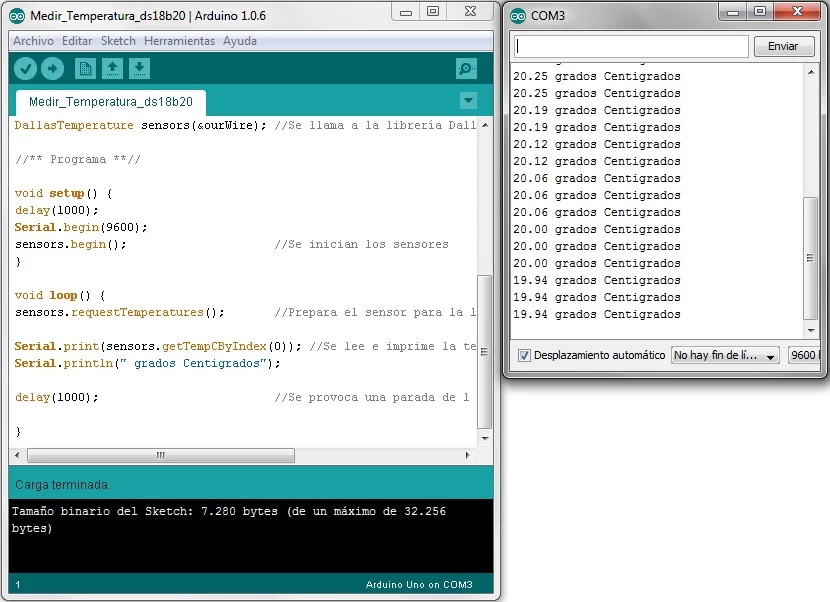 Medir_Temperatura_ds18b20 | Arduino 1.0.6
Archivo Editar Sketch Herramientas Ayuda
Medir_Temperatura_ds18b20
DallasTemperature sensors(&ourWire); //Se llama a la librería Dall
//** Programa **//
void setup() {
delay(1000);
Serial.begin(9600);
sensors.begin(); //Se inician los sensores
}
void loop() {
sensors.requestTemperatures(); //Prepara el sensor para la l
Serial.print(sensors.getTempCByIndex(0)); //Se lee e imprime la te
Serial.println(" grados Centigrados");
delay(1000); //Se provoca una parada de 1
}
Carga terminada.
Tamaño binario del Sketch: 7.280 bytes (de un máximo de 32.256
bytes)
1 Arduino Uno on COM3
COM3
Enviar
20.25 grados Centigrados
20.25 grados Centigrados
20.19 grados Centigrados
20.19 grados Centigrados
20.12 grados Centigrados
20.12 grados Centigrados
20.06 grados Centigrados
20.06 grados Centigrados
20.06 grados Centigrados
20.00 grados Centigrados
20.00 grados Centigrados
20.00 grados Centigrados
19.94 grados Centigrados
19.94 grados Centigrados
19.94 grados Centigrados
Desplazamiento automático No hay fin de lí... 9600